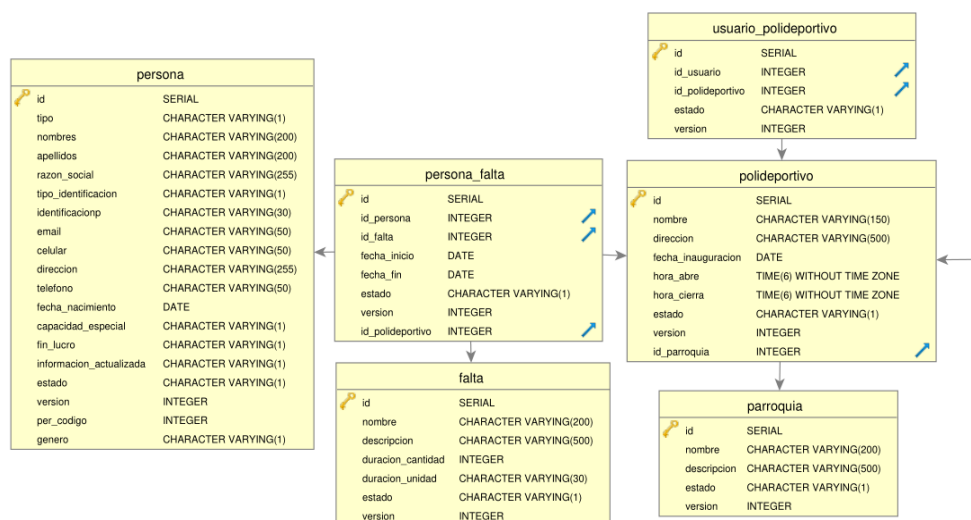 persona
id SERIAL
tipo CHARACTER VARYING(1)
nombres CHARACTER VARYING(200)
apellidos CHARACTER VARYING(200)
razon_social CHARACTER VARYING(255)
tipo_identificacion CHARACTER VARYING(1)
identificacionp CHARACTER VARYING(30)
email CHARACTER VARYING(50)
celular CHARACTER VARYING(50)
direccion CHARACTER VARYING(255)
telefono CHARACTER VARYING(50)
fecha_nacimiento DATE
capacidad_especial CHARACTER VARYING(1)
fin_lucro CHARACTER VARYING(1)
informacion_actualizada CHARACTER VARYING(1)
estado CHARACTER VARYING(1)
version INTEGER
per_codigo INTEGER
genero CHARACTER VARYING(1)
persona_falta
id SERIAL
id_persona INTEGER
id_falta INTEGER
fecha_inicio DATE
fecha_fin DATE
estado CHARACTER VARYING(1)
version INTEGER
id_polideportivo INTEGER
falta
id SERIAL
nombre CHARACTER VARYING(200)
descripcion CHARACTER VARYING(500)
duracion_cantidad INTEGER
duracion_unidad CHARACTER VARYING(30)
estado CHARACTER VARYING(1)
version INTEGER
usuario_polideportivo
id SERIAL
id_usuario INTEGER
id_polideportivo INTEGER
estado CHARACTER VARYING(1)
version INTEGER
polideportivo
id SERIAL
nombre CHARACTER VARYING(150)
direccion CHARACTER VARYING(500)
fecha_inauguracion DATE
hora_abre TIME(6) WITHOUT TIME ZONE
hora_cierra TIME(6) WITHOUT TIME ZONE
estado CHARACTER VARYING(1)
version INTEGER
id_parroquia INTEGER
parroquia
id SERIAL
nombre CHARACTER VARYING(200)
descripcion CHARACTER VARYING(500)
estado CHARACTER VARYING(1)
version INTEGER